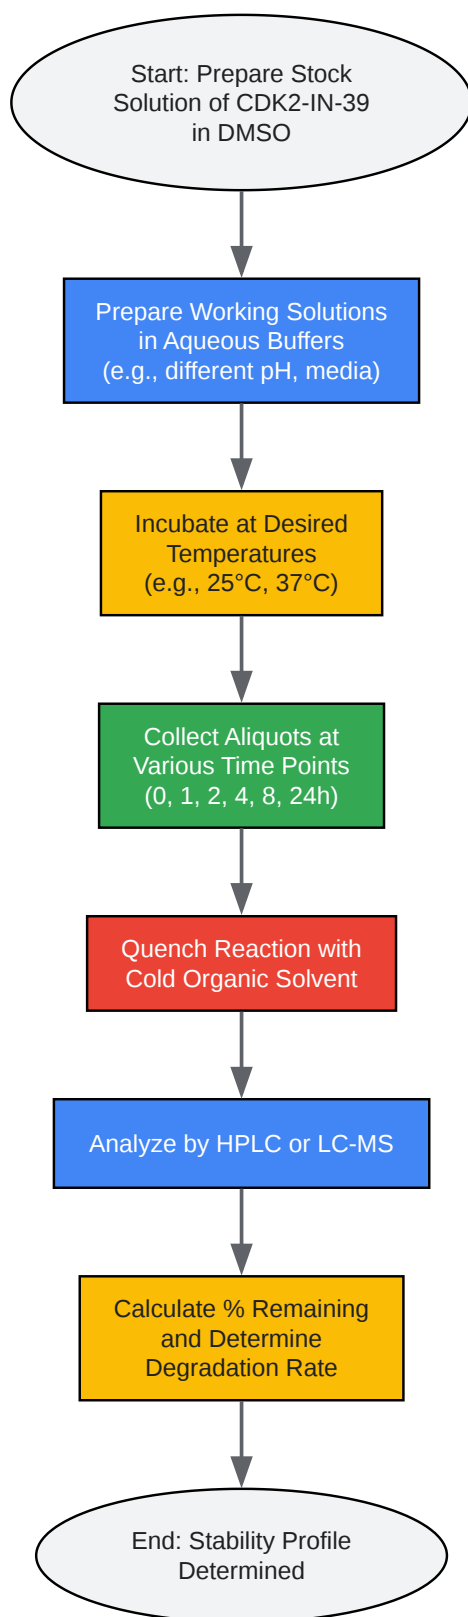 Start: Prepare Stock
Solution of CDK2-IN-39
in DMSO
Prepare Working Solutions
in Aqueous Buffers
(e.g., different pH, media)
Incubate at Desired
Temperatures
(e.g., 25°C, 37°C)
Collect Aliquots at
Various Time Points
(0, 1, 2, 4, 8, 24h)
Quench Reaction with
Cold Organic Solvent
Analyze by HPLC or LC-MS
Calculate % Remaining
and Determine
Degradation Rate
End: Stability Profile
Determined